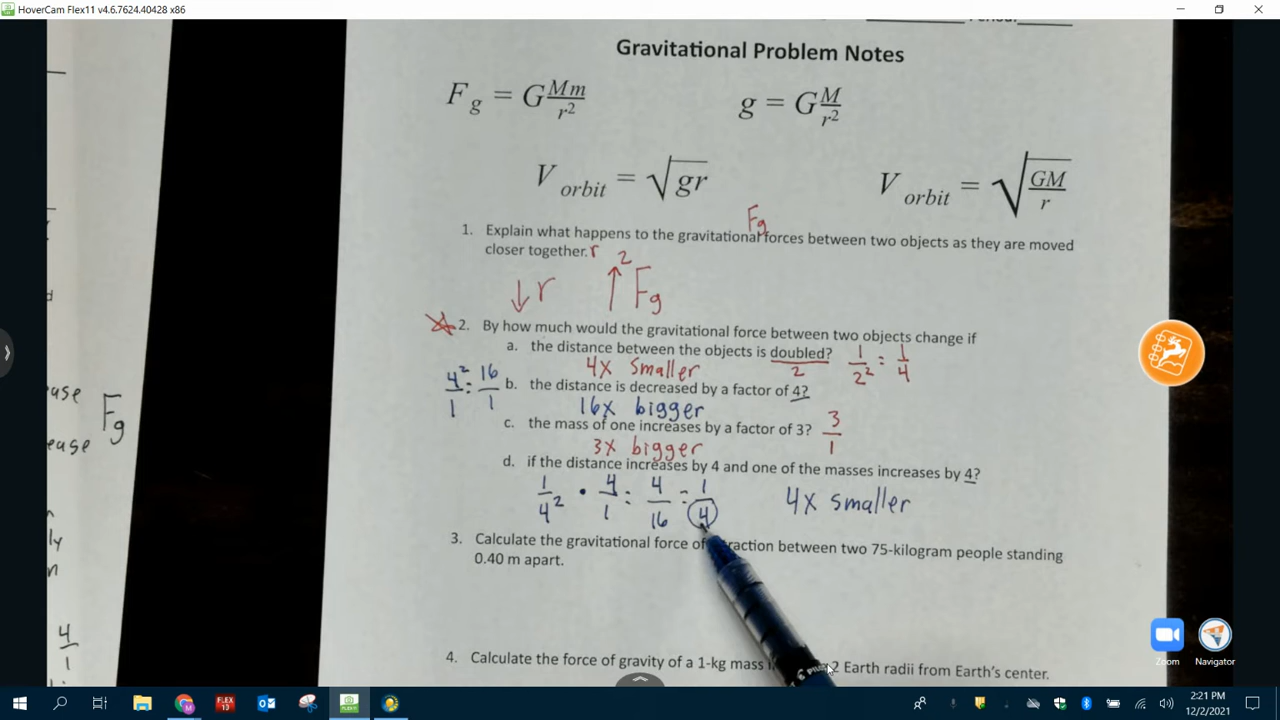 HoverCam Flex11 v4.6.7624.40428 x86
Gravitational Problem Notes
F g = G Mm/r²
g = G M/r²
V orbit = √gr
V orbit = √GM/r
Fg
1. Explain what happens to the gravitational forces between two objects as they are moved
closer together. r
↓ r ↑ 2 Fg
2. By how much would the gravitational force between two objects change if
a. the distance between the objects is doubled? 2 1/2² = 1/4
4x smaller
4²/1 = 16/1 b. the distance is decreased by a factor of 4?
16x bigger
c. the mass of one increases by a factor of 3? 3/1
3x bigger
d. if the distance increases by 4 and one of the masses increases by 4?
1/4² · 4/1 = 4/16 = 1/4 4x smaller
3. Calculate the gravitational force of between two 75-kilogram people standing
0.40 m apart.
4. Calculate the force of gravity of a 1-kg mass 2 Earth radii from Earth's center.
Fg
4/1
Zoom
Navigator
FLEX
2:21 PM
12/2/2021